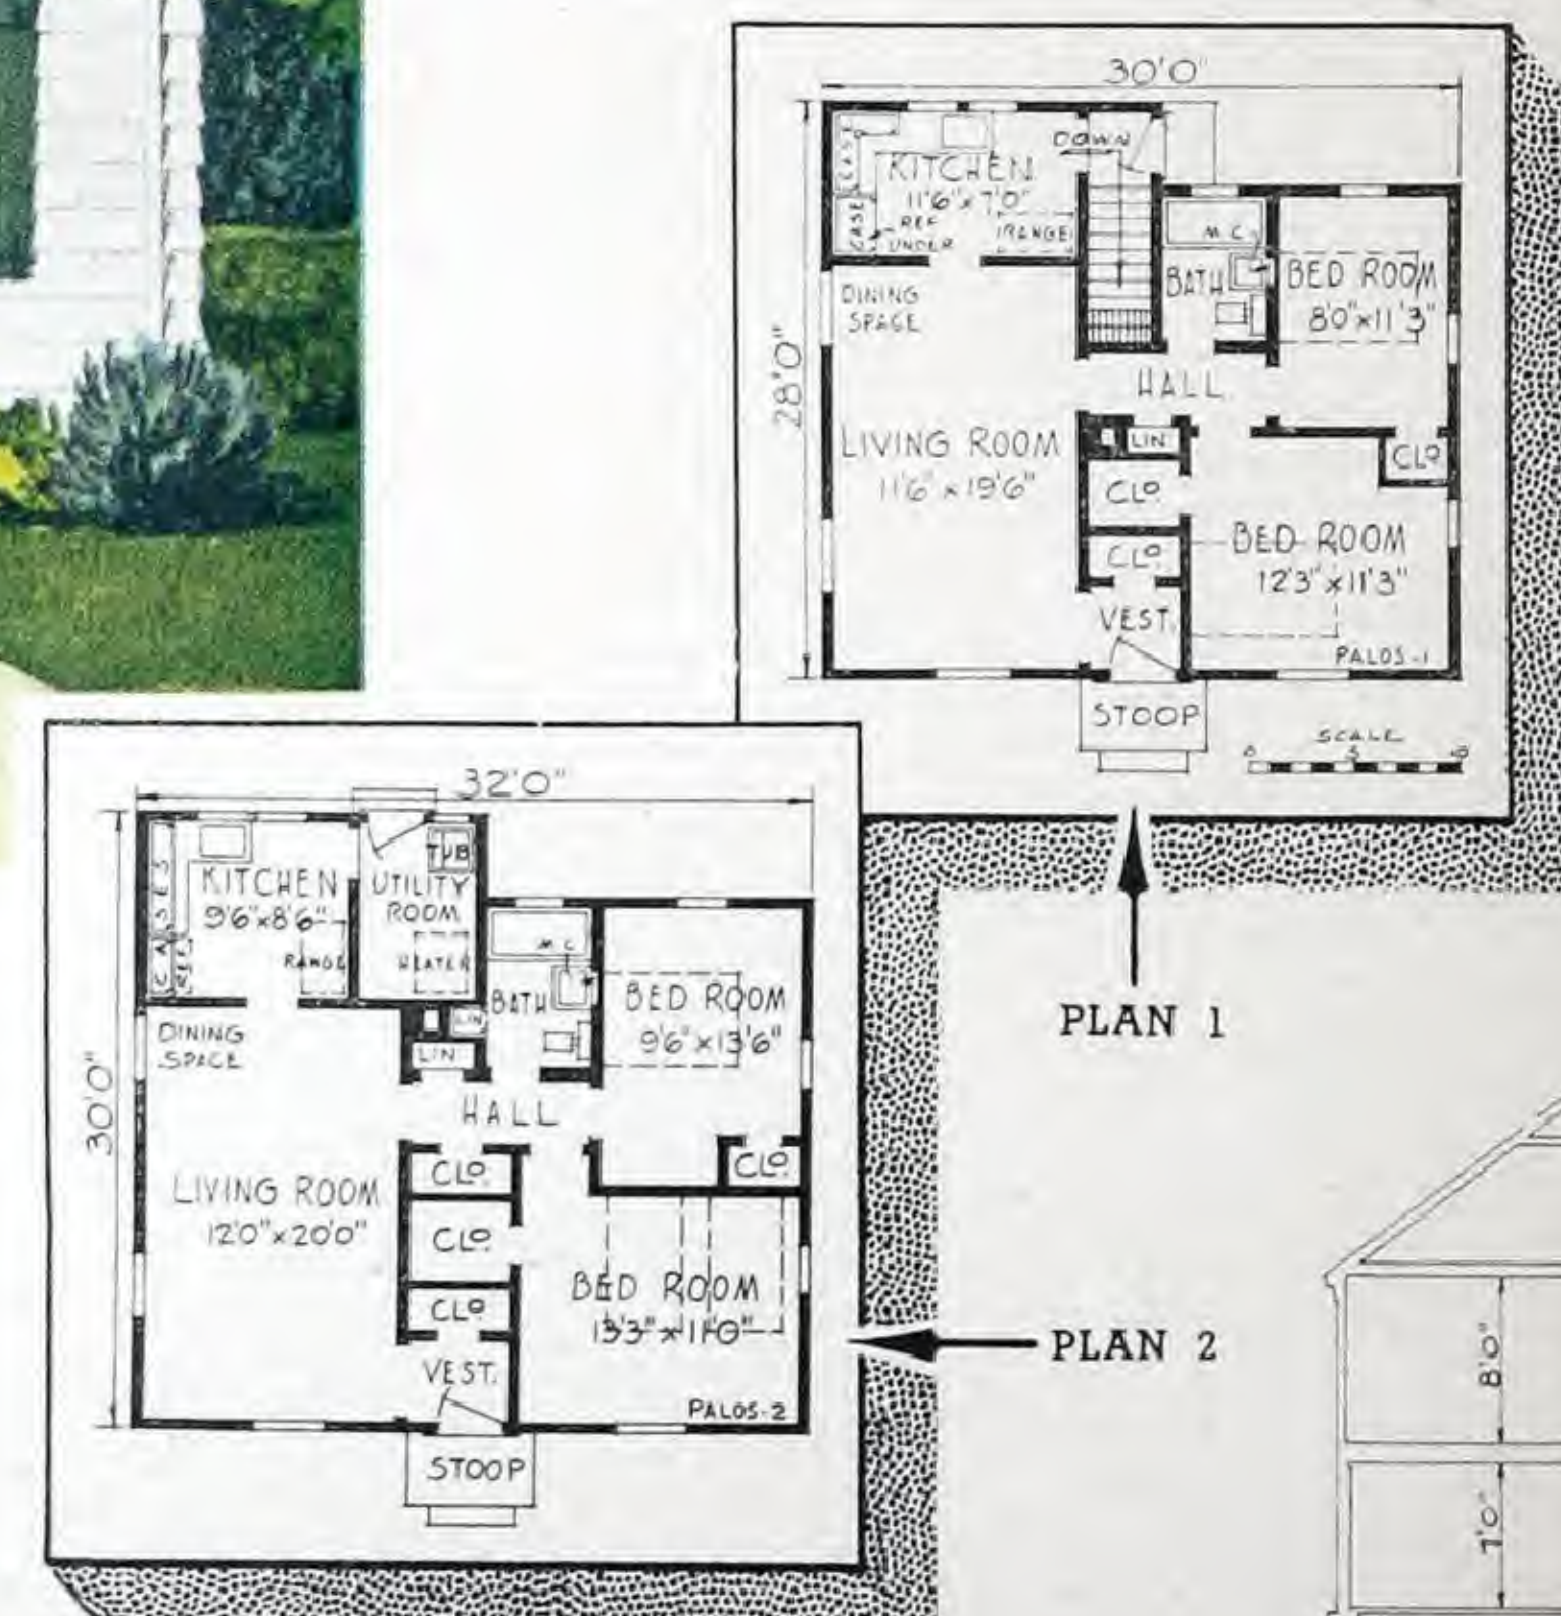 30'0"
28'0"
DOWN
CASE
KITCHEN
11'6" x 7'0"
CASE
REF
UNDER
RANGE
M.C.
BATH
BED ROOM
8'0" x 11'3"
DINING
SPACE
HALL
LIVING ROOM
11'6" x 19'6"
LIN
CLO.
CLO.
CLO.
BED ROOM
12'3" x 11'3"
VEST.
PALOS-1
STOOP
SCALE
0 5 10
PLAN 1
32'0"
30'0"
TUB
CASES
KITCHEN
9'6" x 8'6"
REF.
RANGE
UTILITY
ROOM
HEATER
M.C.
BATH
BED ROOM
9'6" x 13'6"
DINING
SPACE
LIN
LIN
HALL
CLO.
CLO.
LIVING ROOM
12'0" x 20'0"
CLO.
CLO.
BED ROOM
13'3" x 11'0"
VEST.
PALOS-2
STOOP
PLAN 2
8'0"
7'0"